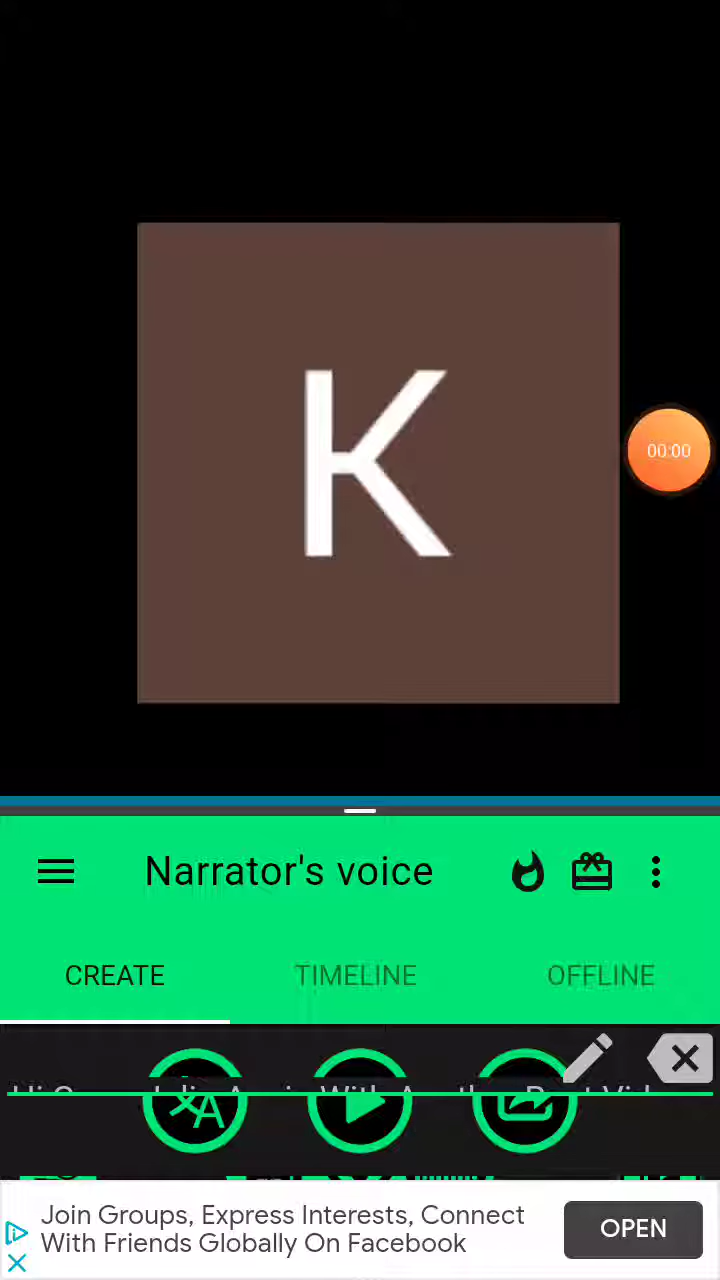 K
00:00
Narrator's voice
CREATE TIMELINE OFFLINE
Join Groups, Express Interests, Connect
With Friends Globally On Facebook
OPEN